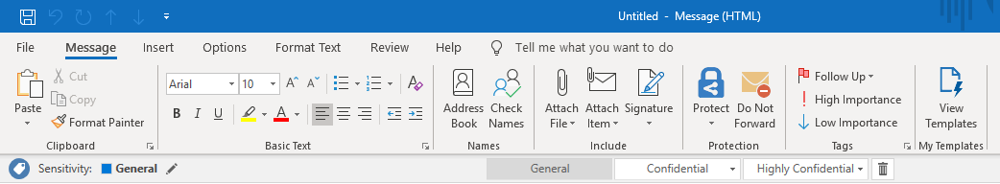 Untitled - Message (HTML)
File Message Insert Options Format Text Review Help Tell me what you want to do
Paste Cut Copy Format Painter
Clipboard
Arial 10
B I U A
Basic Text
Address Book Check Names
Names
Attach File Attach Item Signature
Include
Protect Do Not Forward
Protection
Follow Up
High Importance
Low Importance
Tags
View Templates
My Templates
Sensitivity: General General Confidential Highly Confidential